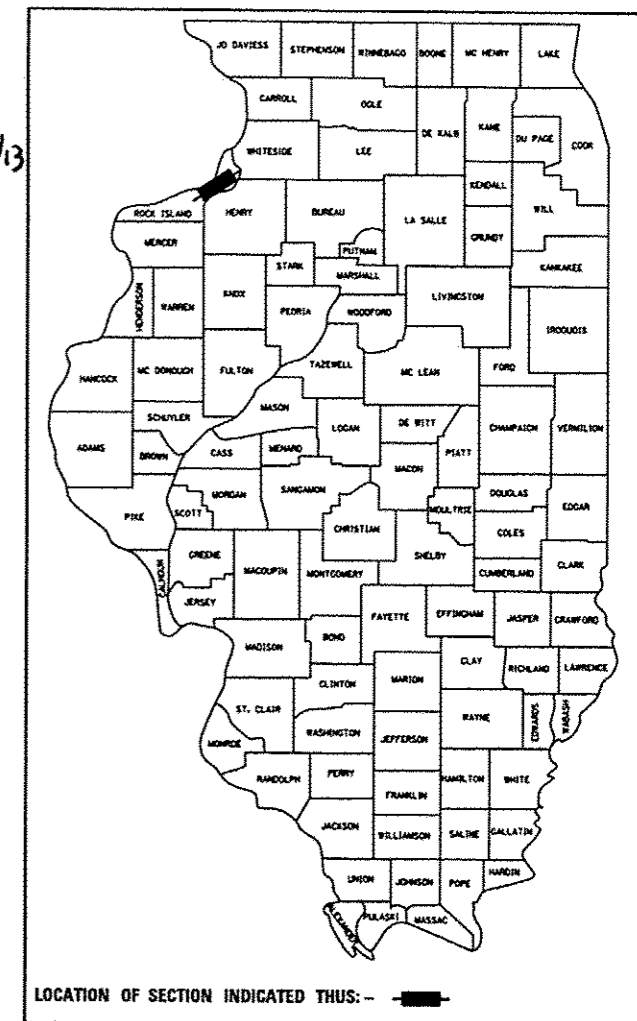 JO DAVIESS STEPHENSON WINNEBAGO BOONE MC HENRY LAKE
CARROLL OGLE
DE KALB KANE DU PAGE COOK
/13 WHITESIDE LEE
KENDALL WILL
ROCK ISLAND HENRY BUREAU LA SALLE
GRUNDY
MERCER PUTNAM
STARK KANKAKEE
MARSHALL
HENDERSON WARREN KNOX PEORIA WOODFORD LIVINGSTON
IROQUOIS
HANCOCK MC DONOUGH FULTON TAZEWELL MC LEAN FORD
MASON
SCHUYLER LOGAN DE WITT CHAMPAIGN VERMILION
ADAMS BROWN CASS MENARD PIATT
MACON
MORGAN SANGAMON DOUGLAS
PIKE SCOTT MOULTRIE EDGAR
CHRISTIAN COLES
GREENE SHELBY
CALHOUN MACOUPIN MONTGOMERY CUMBERLAND CLARK
JERSEY FAYETTE EFFINGHAM JASPER CRAWFORD
MADISON BOND
CLAY RICHLAND LAWRENCE
CLINTON MARION
ST. CLAIR WAYNE EDWARDS WABASH
WASHINGTON JEFFERSON
MONROE
RANDOLPH PERRY HAMILTON WHITE
FRANKLIN
JACKSON WILLIAMSON SALINE GALLATIN
UNION JOHNSON POPE HARDIN
ALEXANDER PULASKI MASSAC
LOCATION OF SECTION INDICATED THUS: -